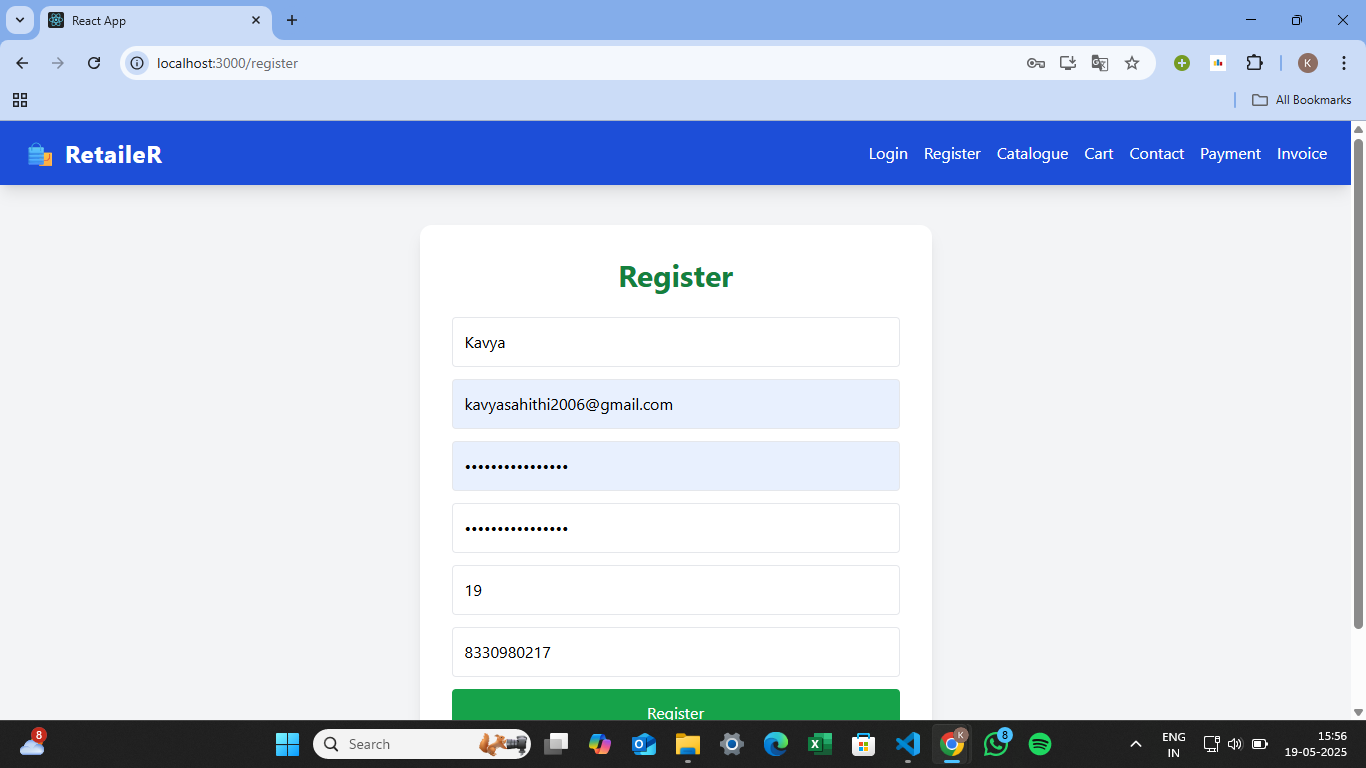 React App
localhost:3000/register
K
All Bookmarks
RetaileR
Login Register Catalogue Cart Contact Payment Invoice
Register
Kavya
kavyasahithi2006@gmail.com
••••••••••••••••
••••••••••••••••
19
8330980217
Register
8
Search
K
8
ENG
IN
15:56
19-05-2025